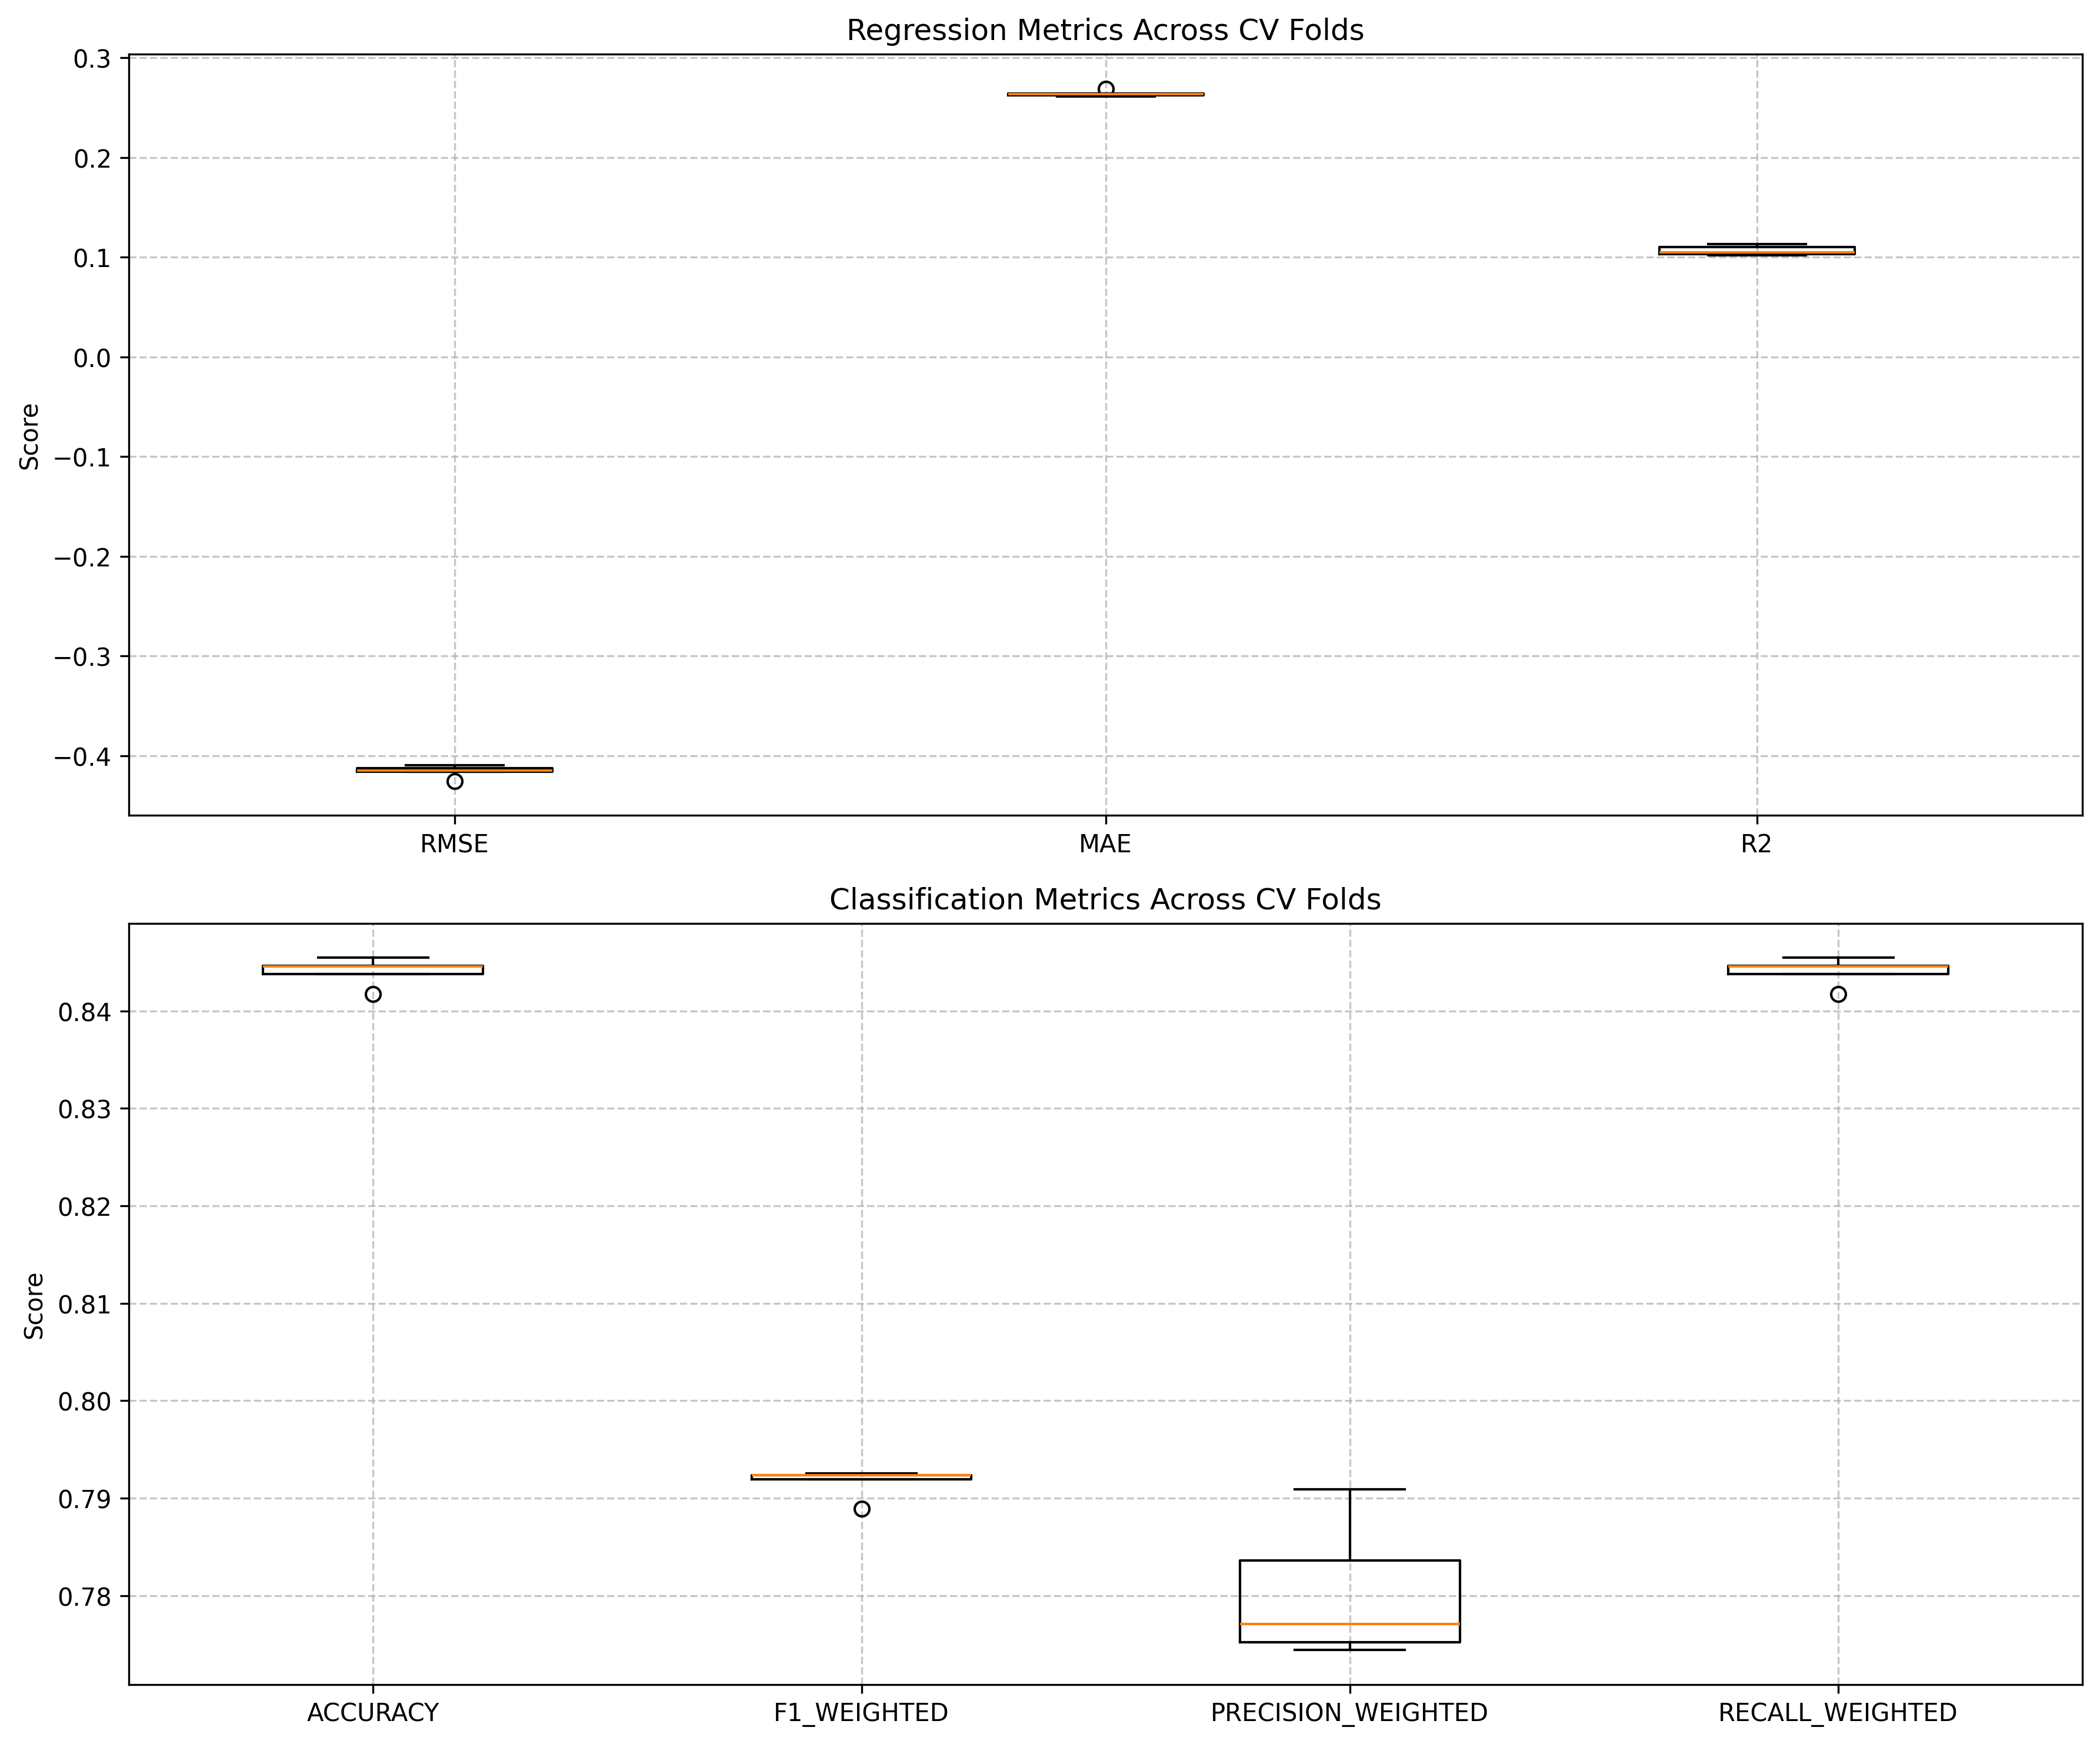 Regression Metrics Across CV Folds
Score
0.3
0.2
0.1
0.0
−0.1
−0.2
−0.3
−0.4
RMSE MAE R2
Classification Metrics Across CV Folds
Score
0.84
0.83
0.82
0.81
0.80
0.79
0.78
ACCURACY F1_WEIGHTED PRECISION_WEIGHTED RECALL_WEIGHTED